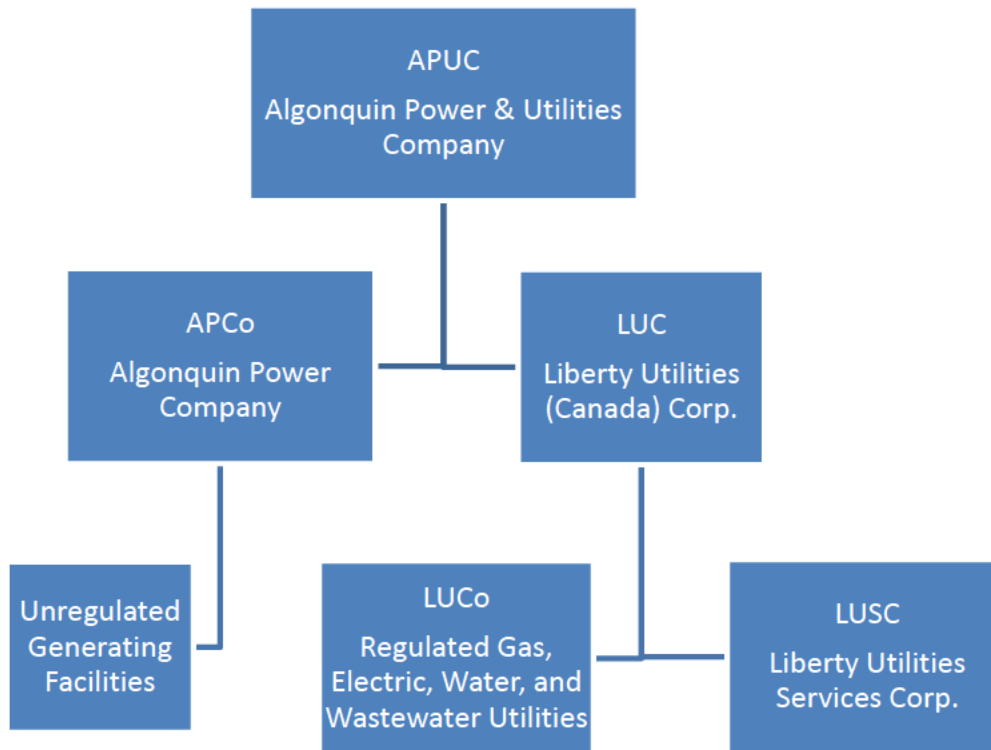 APUC
Algonquin Power & Utilities
Company
APCo
Algonquin Power
Company
LUC
Liberty Utilities
(Canada) Corp.
Unregulated
Generating
Facilities
LUCo
Regulated Gas,
Electric, Water, and
Wastewater Utilities
LUSC
Liberty Utilities
Services Corp.